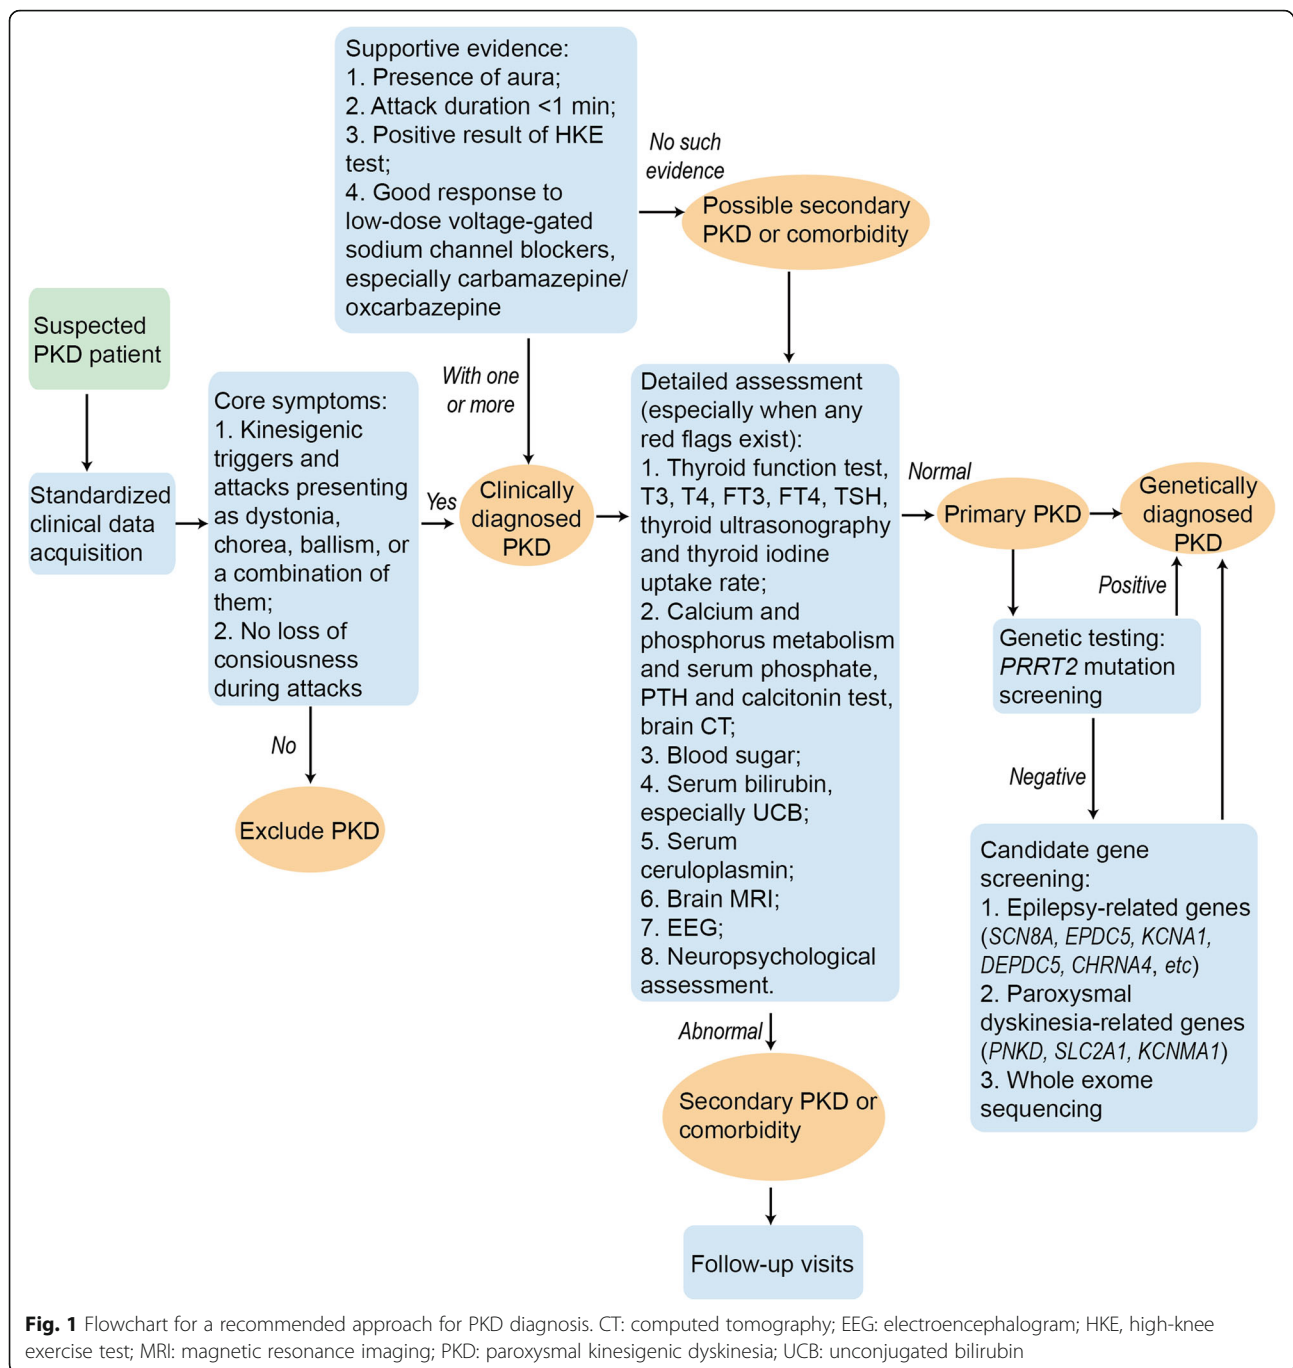 Supportive evidence:
1. Presence of aura;
2. Attack duration <1 min;
3. Positive result of HKE
test;
4. Good response to
low-dose voltage-gated
sodium channel blockers,
especially carbamazepine/
oxcarbazepine
No such
evidence
Possible secondary
PKD or comorbidity
Suspected
PKD patient
With one
or more
Standardized
clinical data
acquisition
Core symptoms:
1. Kinesigenic
triggers and
attacks presenting
as dystonia,
chorea, ballism, or
a combination of
them;
2. No loss of
consiousness
during attacks
Yes
Clinically
diagnosed
PKD
No
Exclude PKD
Detailed assessment
(especially when any
red flags exist):
1. Thyroid function test,
T3, T4, FT3, FT4, TSH,
thyroid ultrasonography
and thyroid iodine
uptake rate;
2. Calcium and
phosphorus metabolism
and serum phosphate,
PTH and calcitonin test,
brain CT;
3. Blood sugar;
4. Serum bilirubin,
especially UCB;
5. Serum
ceruloplasmin;
6. Brain MRI;
7. EEG;
8. Neuropsychological
assessment.
Normal
Primary PKD
Genetically
diagnosed
PKD
Positive
Genetic testing:
PRRT2 mutation
screening
Negative
Candidate gene
screening:
1. Epilepsy-related genes
(SCN8A, EPDC5, KCNA1,
DEPDC5, CHRNA4, etc)
2. Paroxysmal
dyskinesia-related genes
(PNKD, SLC2A1, KCNMA1)
3. Whole exome
sequencing
Abnormal
Secondary PKD or
comorbidity
Follow-up visits
Fig. 1 Flowchart for a recommended approach for PKD diagnosis. CT: computed tomography; EEG: electroencephalogram; HKE, high-knee
exercise test; MRI: magnetic resonance imaging; PKD: paroxysmal kinesigenic dyskinesia; UCB: unconjugated bilirubin